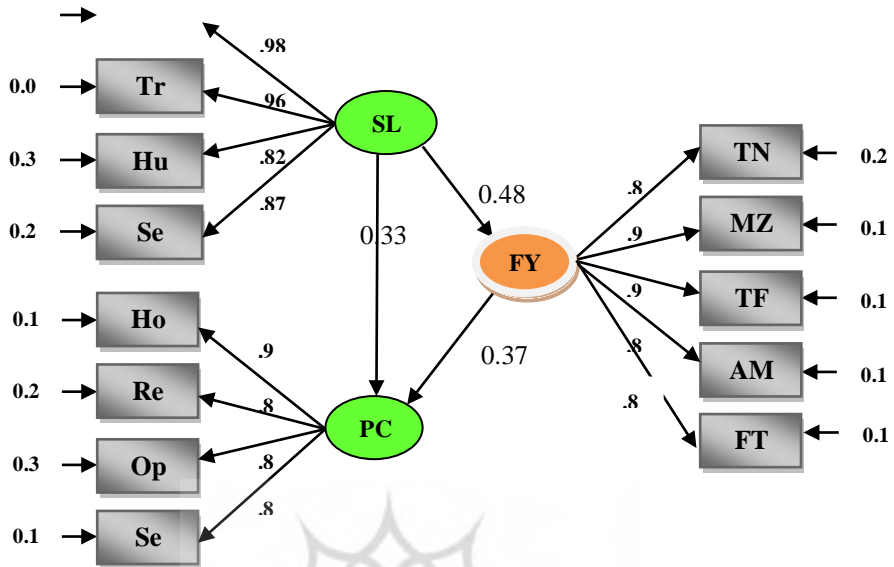 .98
0.0 Tr .96 SL
0.3 Hu .82
0.2 Se .87
0.33
0.48
FY
0.37
0.1 Ho .9
0.2 Re .8
PC
0.3 Op .8
0.1 Se .8
.8 TN 0.2
.9 MZ 0.1
.9 TF 0.1
.8 AM 0.1
.8 FT 0.1